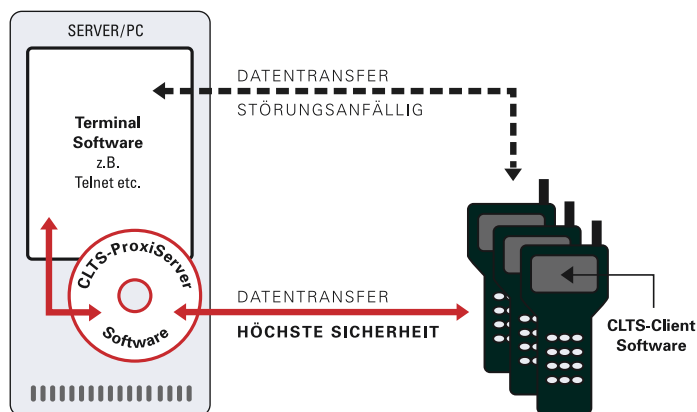 SERVER/PC
DATENTRANSFER
STÖRUNGSANFÄLLIG
Terminal
Software
z.B.
Telnet etc.
CLTS-ProxiServer
Software
DATENTRANSFER
HÖCHSTE SICHERHEIT
CLTS-Client
Software